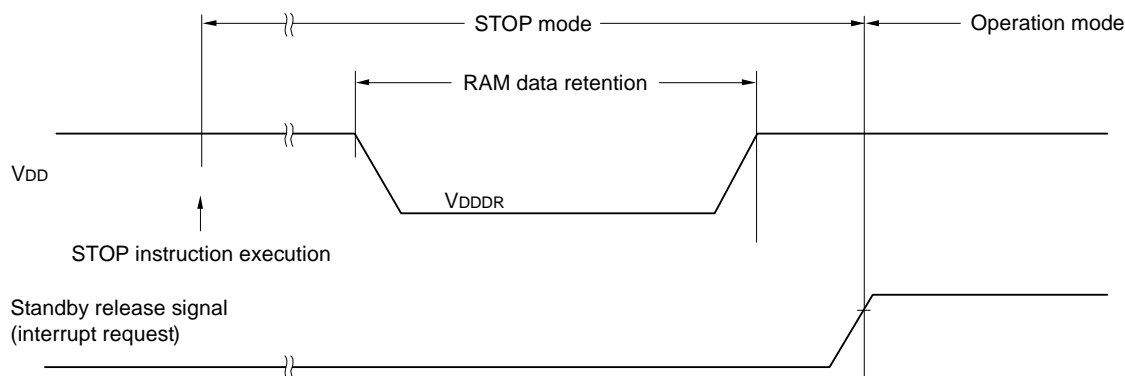 STOP mode
Operation mode
RAM data retention
VDD
VDDDR
STOP instruction execution
Standby release signal
(interrupt request)